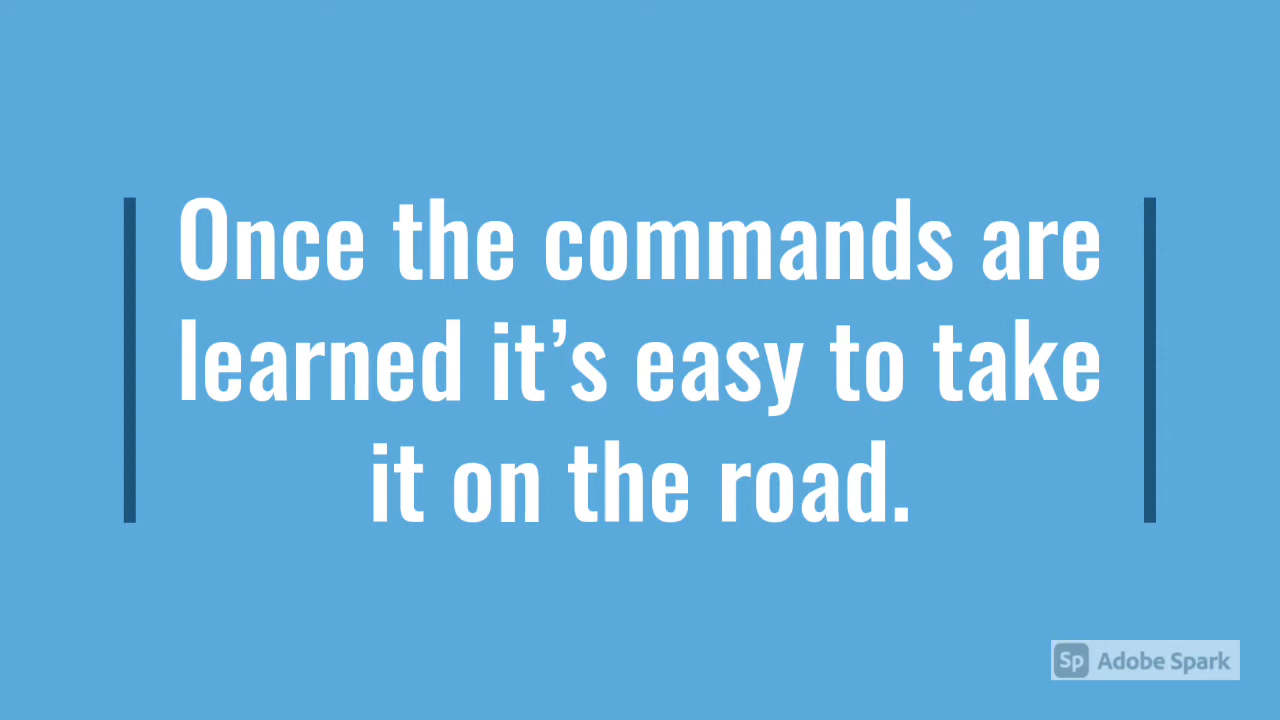 Once the commands are
learned it’s easy to take
it on the road.
Sp Adobe Spark